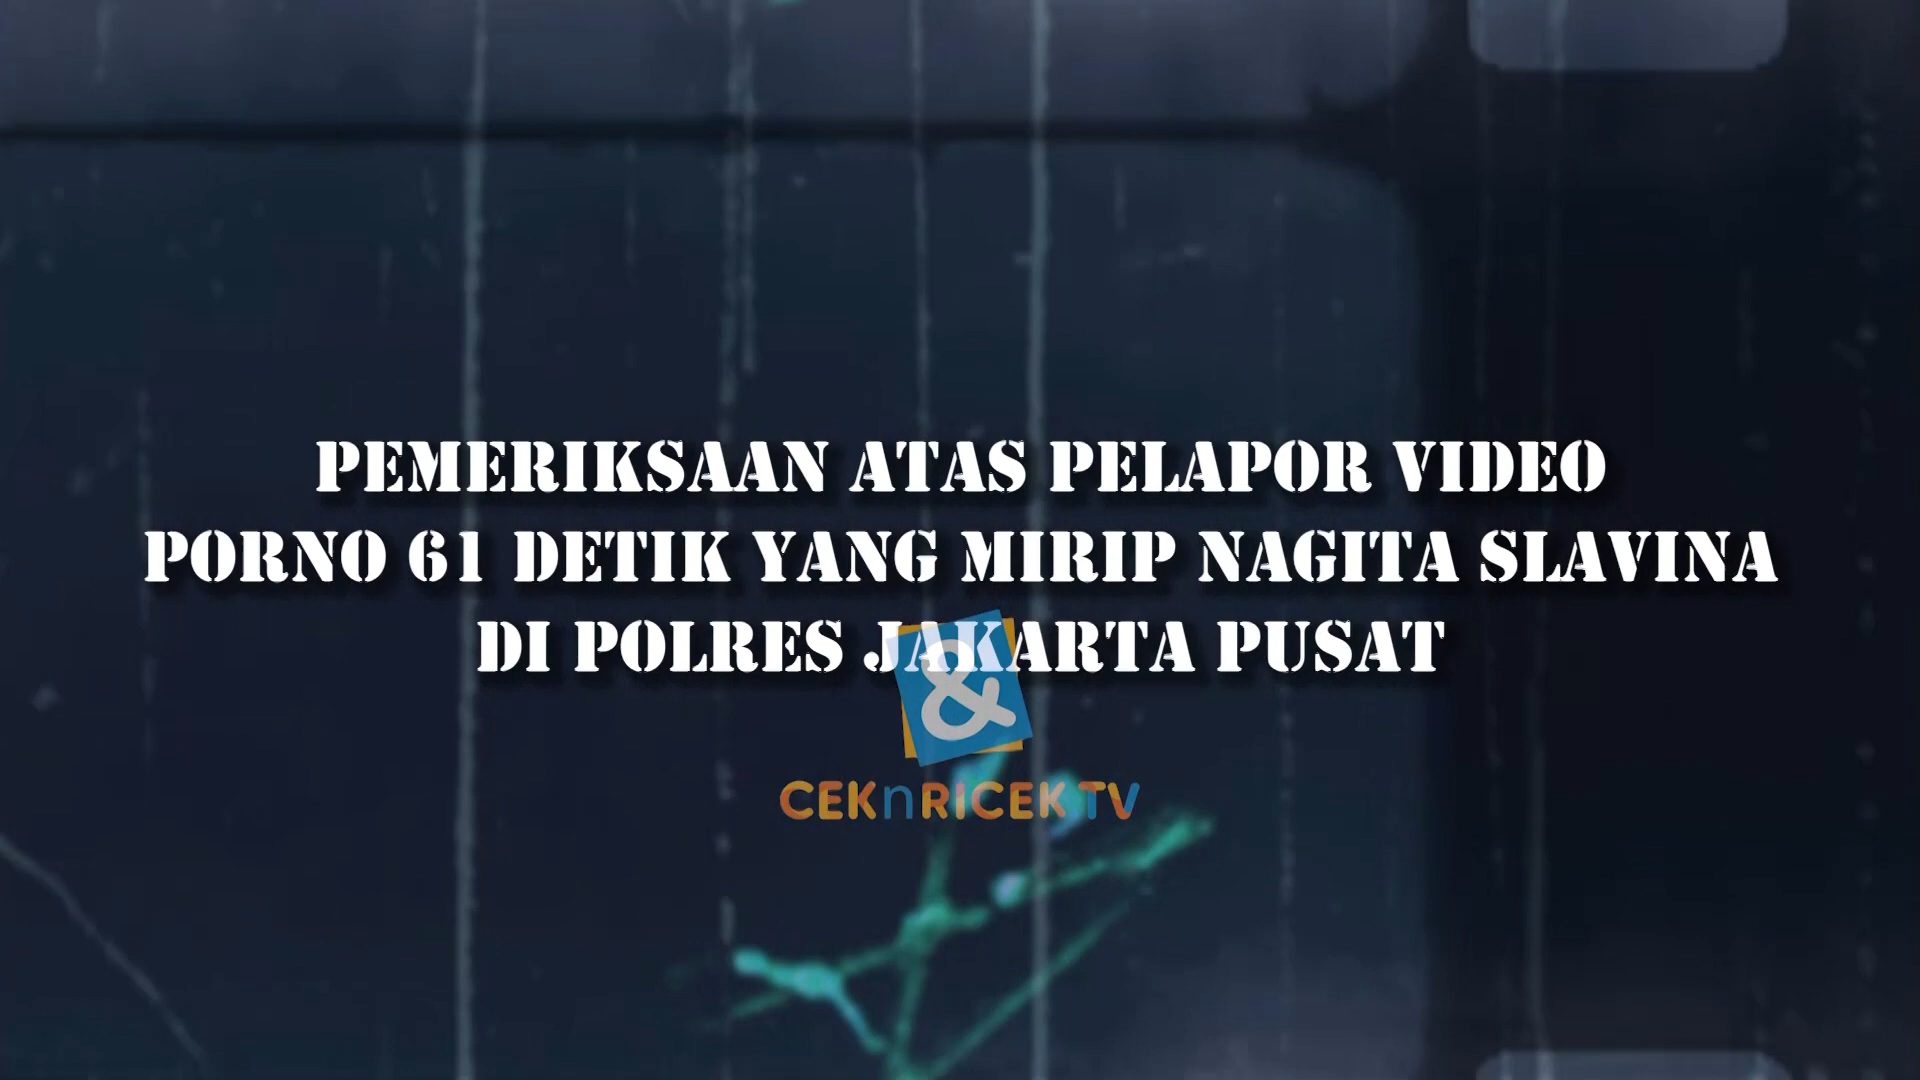 PEMERIKSAAN ATAS PELAPOR VIDEO
PORNO 61 DETIK YANG MIRIP NAGITA SLAVINA
DI POLRES JAKARTA PUSAT
&
CEKnRICEK TV